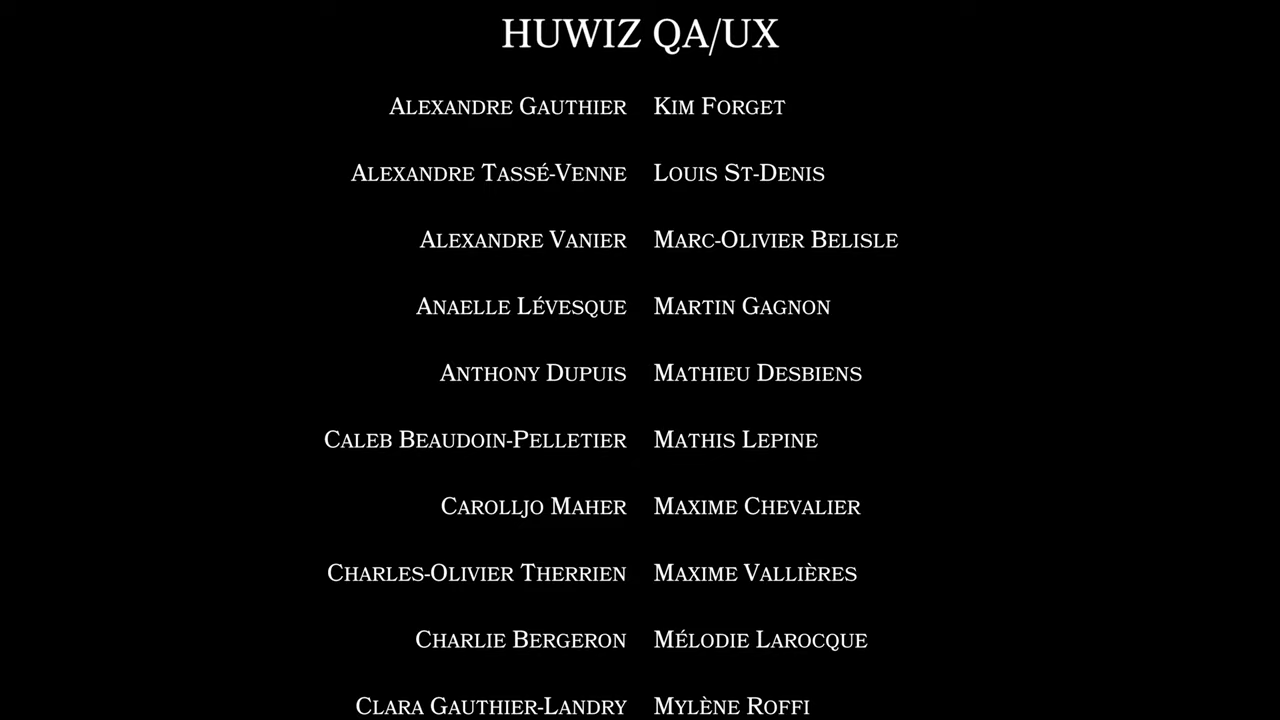 HUWIZ QA/UX
ALEXANDRE GAUTHIER KIM FORGET
ALEXANDRE TASSÉ-VENNE LOUIS ST-DENIS
ALEXANDRE VANIER MARC-OLIVIER BELISLE
ANAELLE LÉVESQUE MARTIN GAGNON
ANTHONY DUPUIS MATHIEU DESBIENS
CALEB BEAUDOIN-PELLETIER MATHIS LEPINE
CAROLLJO MAHER MAXIME CHEVALIER
CHARLES-OLIVIER THERRIEN MAXIME VALLIÈRES
CHARLIE BERGERON MÉLODIE LAROCQUE
CLARA GAUTHIER-LANDRY MYLÈNE ROFFI